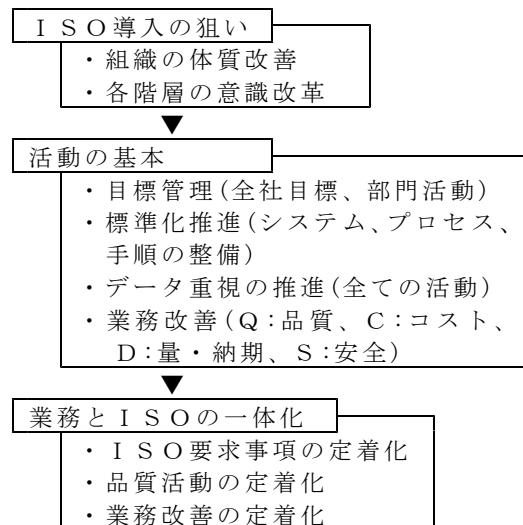 ＩＳＯ導入の狙い
・組織の体質改善
・各階層の意識改革
▼
活動の基本
・目標管理(全社目標、部門活動)
・標準化推進(システム、プロセス、
手順の整備)
・データ重視の推進(全ての活動)
・業務改善(Ｑ:品質、Ｃ:コスト、
Ｄ:量・納期、Ｓ:安全)
▼
業務とＩＳＯの一体化
・ＩＳＯ要求事項の定着化
・品質活動の定着化
・業務改善の定着化